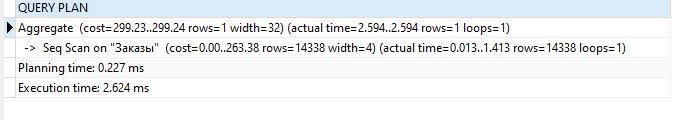 QUERY PLAN
Aggregate (cost=299.23..299.24 rows=1 width=32) (actual time=2.594..2.594 rows=1 loops=1)
-> Seq Scan on "Заказы" (cost=0.00..263.38 rows=14338 width=4) (actual time=0.013..1.413 rows=14338 loops=1)
Planning time: 0.227 ms
Execution time: 2.624 ms